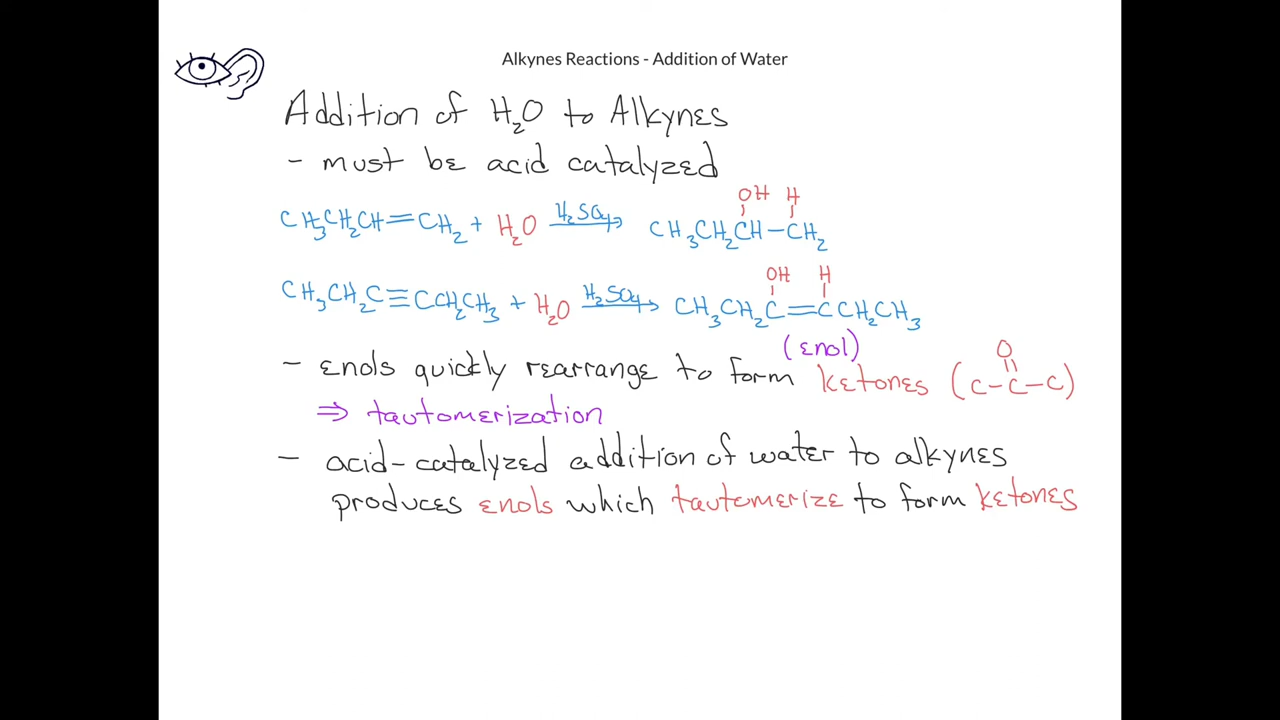 Alkynes Reactions - Addition of Water
Addition of H₂O to Alkynes
- must be acid catalyzed
OH H
CH₃CH₂CH=CH₂ + H₂O H₂SO₄→ CH₃CH₂CH-CH₂
OH H
CH₃CH₂C≡CCH₂CH₃ + H₂O H₂SO₄→ CH₃CH₂C=CCH₂CH₃
(enol)
- enols quickly rearrange to form ketones (C-C-C)
O
⇒ tautomerization
- acid-catalyzed addition of water to alkynes
produces enols which tautomerize to form ketones